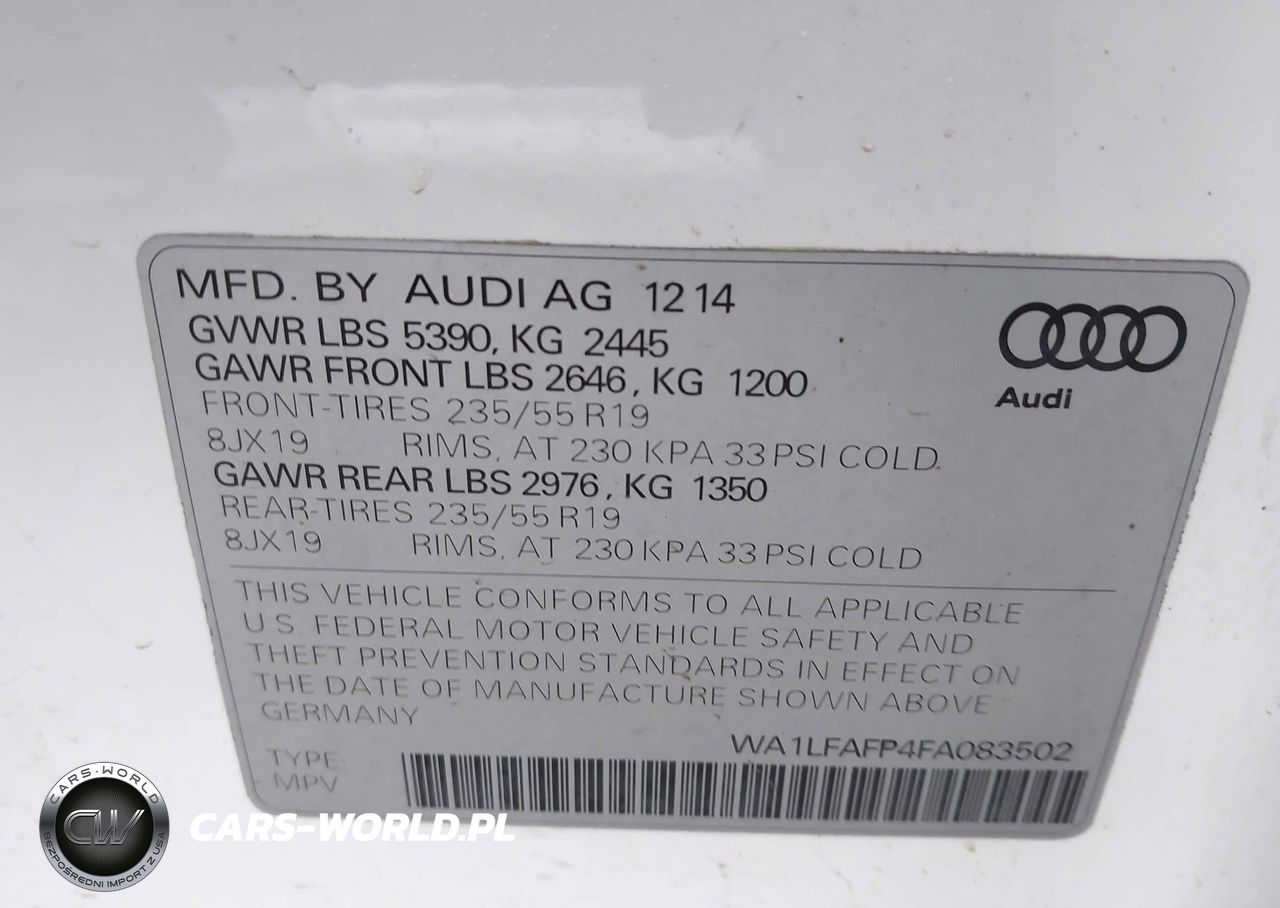 MFD. BY AUDI AG 12 14
GVWR LBS 5390, KG 2445
GAWR FRONT LBS 2646, KG 1200
FRONT-TIRES 235/55 R19
8JX19 RIMS, AT 230 KPA 33 PSI COLD.
GAWR REAR LBS 2976, KG 1350
REAR-TIRES 235/55 R19
8JX19 RIMS, AT 230 KPA 33 PSI COLD
Audi
THIS VEHICLE CONFORMS TO ALL APPLICABLE
U.S. FEDERAL MOTOR VEHICLE SAFETY AND
THEFT PREVENTION STANDARDS IN EFFECT ON
THE DATE OF MANUFACTURE SHOWN ABOVE
GERMANY
WA1LFAFP4FA083502
TYPE
MPV
CARS-WORLD
CW
BEZPOŚREDNI IMPORT Z USA
CARS-WORLD.PL